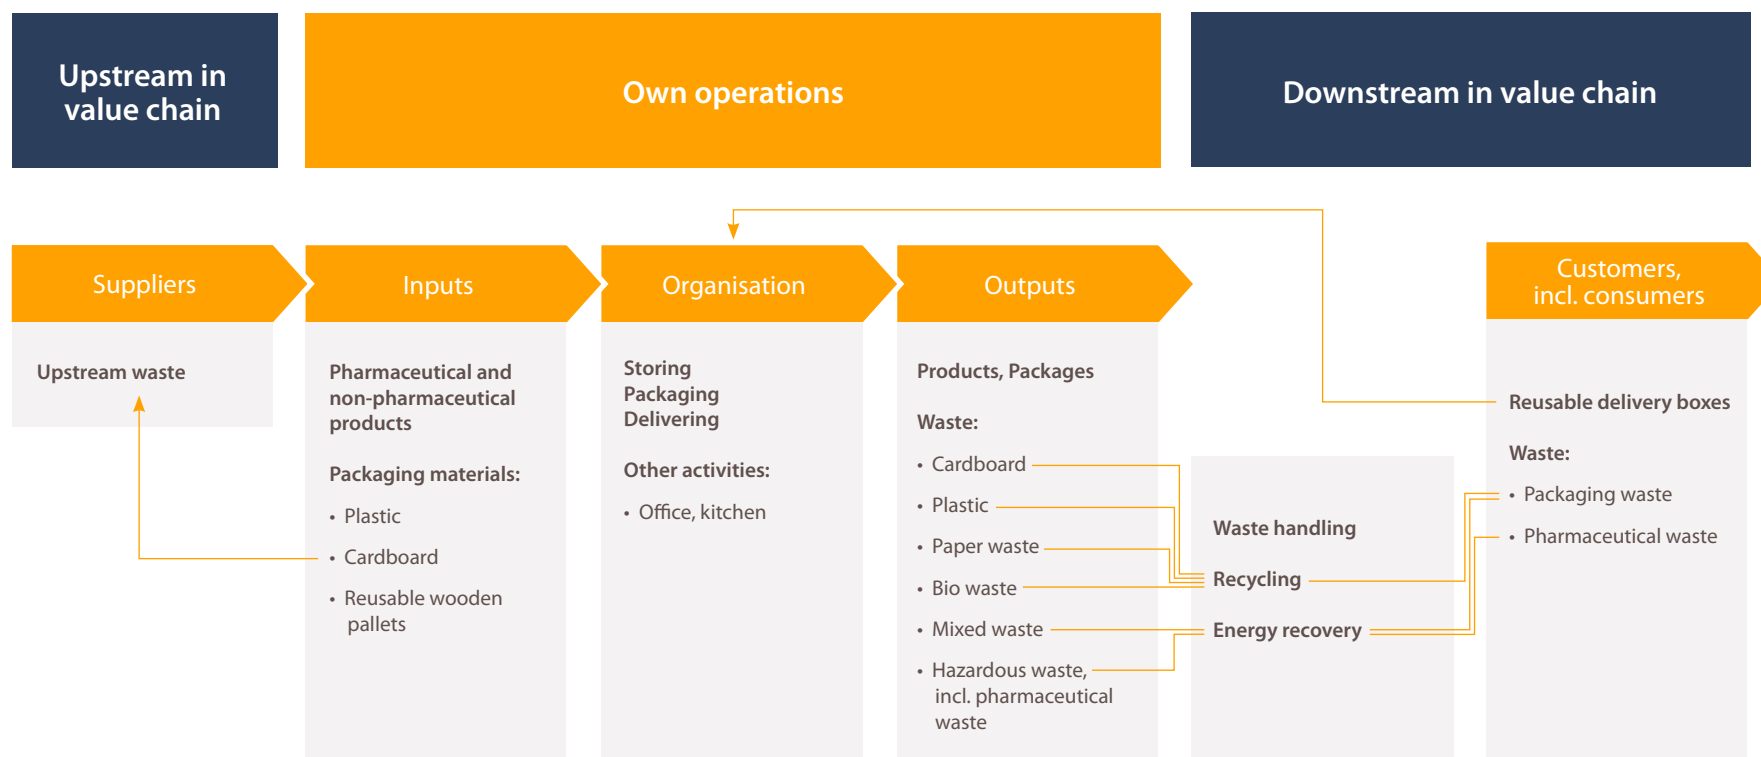 Upstream in
value chain
Own operations
Downstream in value chain
Suppliers
Upstream waste
Inputs
Pharmaceutical and
non-pharmaceutical
products
Packaging materials:
• Plastic
• Cardboard
• Reusable wooden
pallets
Organisation
Storing
Packaging
Delivering
Other activities:
• Office, kitchen
Outputs
Products, Packages
Waste:
• Cardboard
• Plastic
• Paper waste
• Bio waste
• Mixed waste
• Hazardous waste,
incl. pharmaceutical
waste
Waste handling
Recycling
Energy recovery
Customers,
incl. consumers
Reusable delivery boxes
Waste:
• Packaging waste
• Pharmaceutical waste